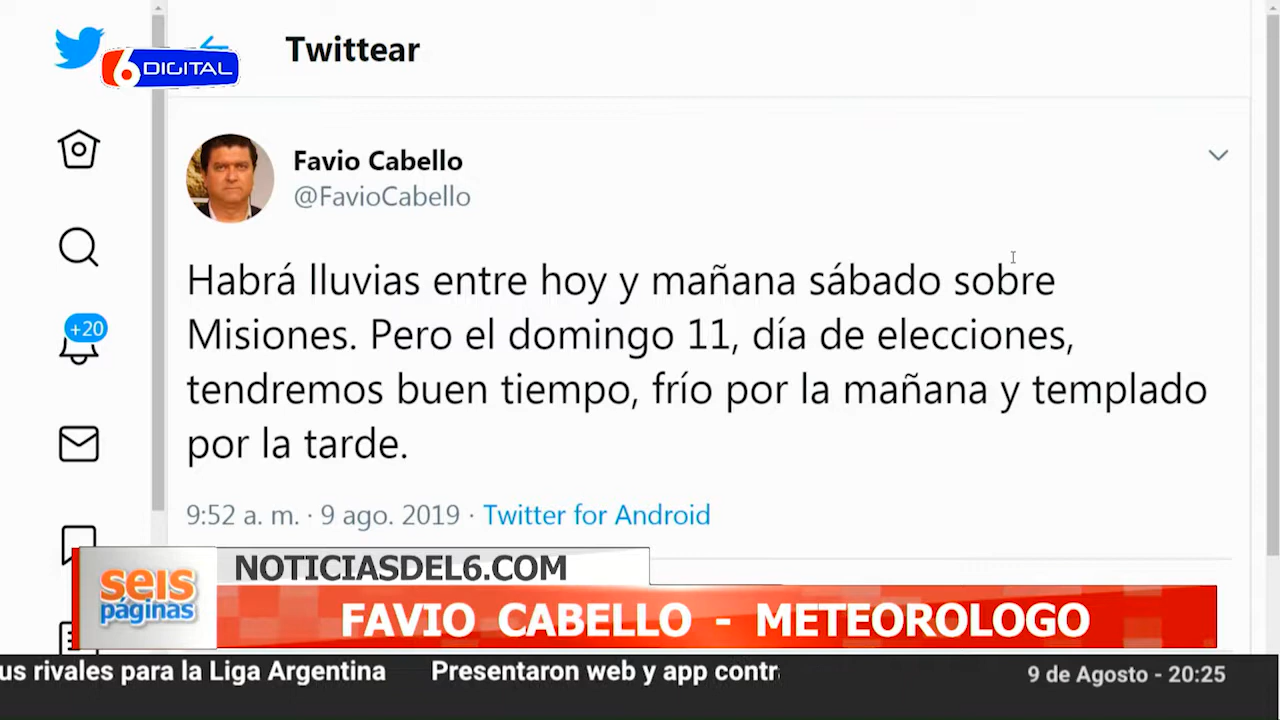 Twittear
6 DIGITAL
Favio Cabello
@FavioCabello
+20
Habrá lluvias entre hoy y mañana sábado sobre
Misiones. Pero el domingo 11, día de elecciones,
tendremos buen tiempo, frío por la mañana y templado
por la tarde.
9:52 a. m. · 9 ago. 2019 · Twitter for Android
NOTICIASDEL6.COM
seis
páginas
FAVIO CABELLO - METEOROLOGO
us rivales para la Liga Argentina Presentaron web y app contr
9 de Agosto - 20:25